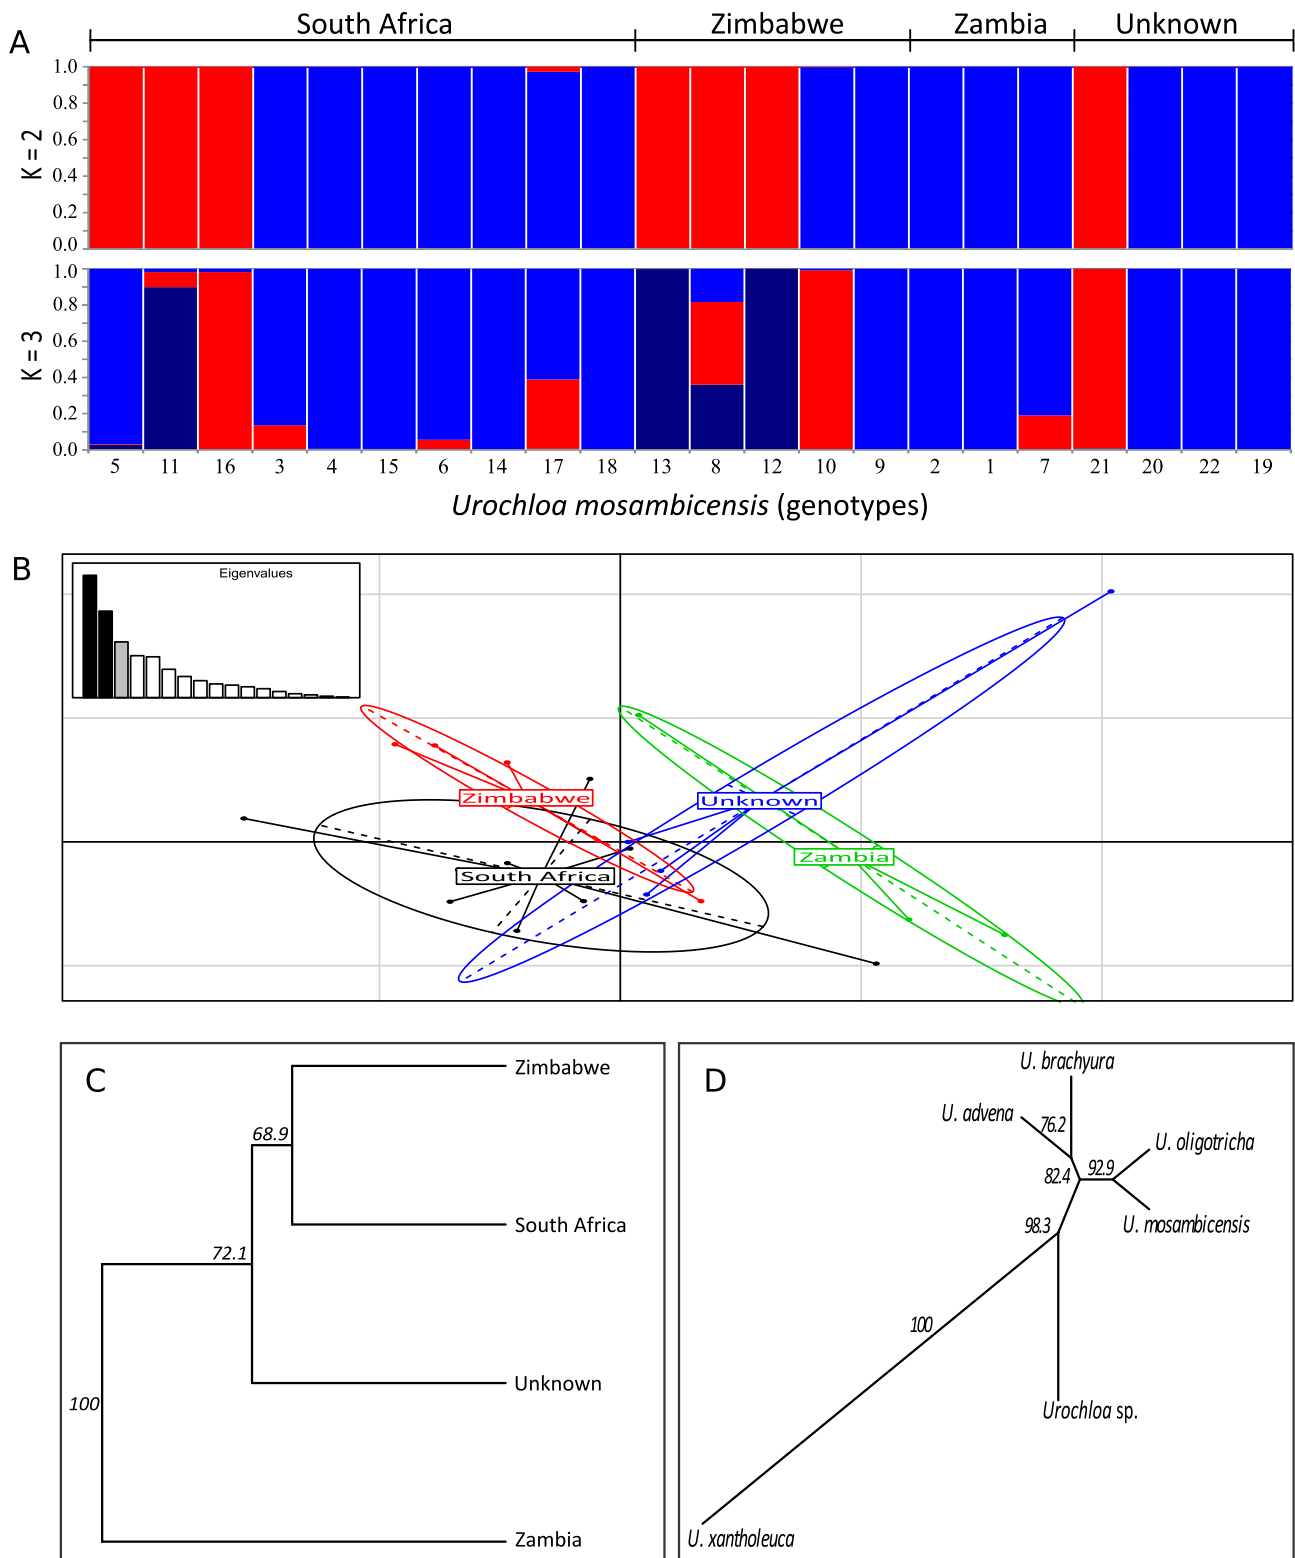 South Africa Zimbabwe Zambia Unknown
A
1.0
0.8
0.6
0.4
0.2
0.0
K = 2
1.0
0.8
0.6
0.4
0.2
0.0
K = 3
5 11 16 3 4 15 6 14 17 18 13 8 12 10 9 2 1 7 21 20 22 19
Urochloa mosambicensis (genotypes)
B
Eigenvalues
Zimbabwe
Unknown
Zambia
South Africa
C
Zimbabwe
68.9
South Africa
72.1
Unknown
100
Zambia
D
U. brachyura
U. advena
76.2
U. oligotricha
82.4
92.9
U. mosambicensis
98.3
100
Urochloa sp.
U. xantholeuca